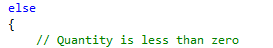 else
{
// Quantity is less than zero